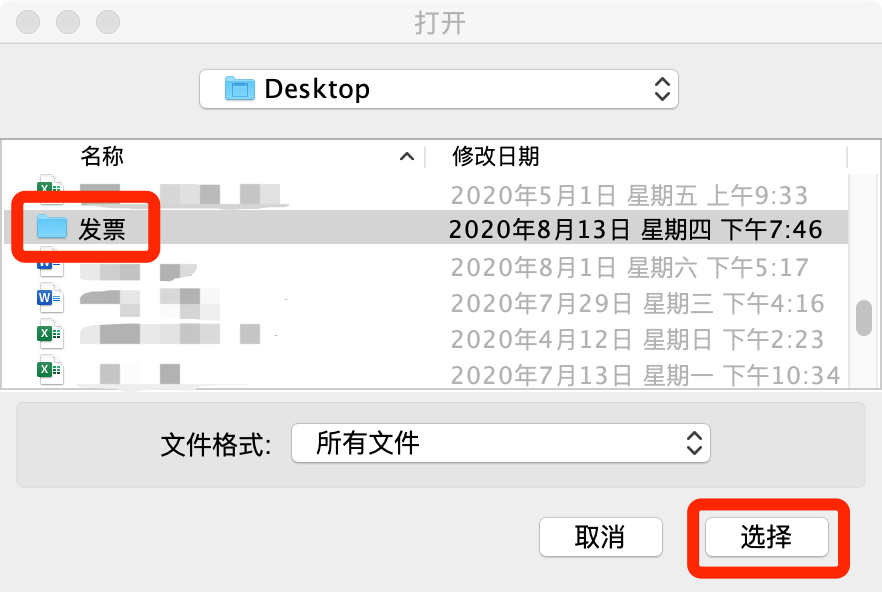 打开
Desktop
名称 修改日期
2020年5月1日 星期五 上午9:33
发票 2020年8月13日 星期四 下午7:46
2020年8月1日 星期六 下午5:17
2020年7月29日 星期三 下午4:16
2020年4月12日 星期日 下午2:23
2020年7月13日 星期一 下午10:34
文件格式: 所有文件
取消 选择